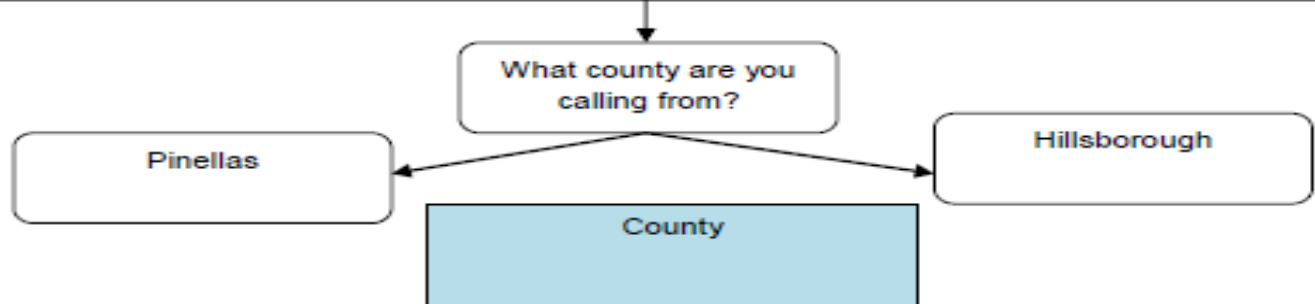 What county are you
calling from?
Pinellas
Hillsborough
County